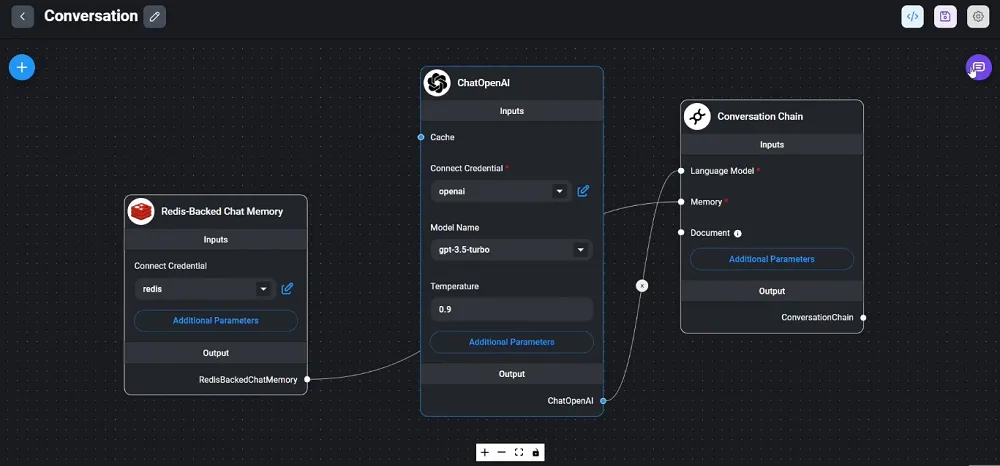 Conversation
Redis-Backed Chat Memory
Inputs
Connect Credential
redis
Additional Parameters
Output
RedisBackedChatMemory
ChatOpenAI
Inputs
Cache
Connect Credential *
openai
Model Name
gpt-3.5-turbo
Temperature
0.9
Additional Parameters
Output
ChatOpenAI
Conversation Chain
Inputs
Language Model *
Memory *
Document
Additional Parameters
Output
ConversationChain